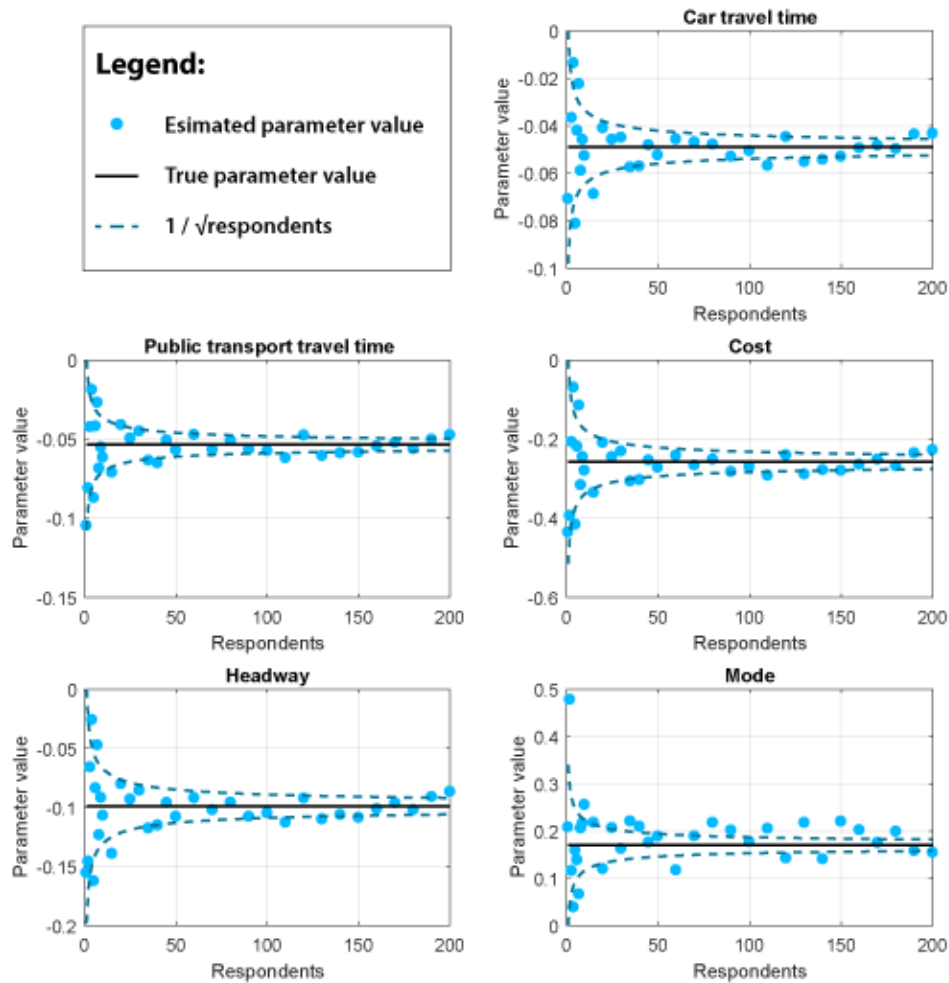 Legend:
Esimated parameter value
True parameter value
1 / √respondents
Car travel time
Parameter value
0
-0.02
-0.04
-0.06
-0.08
-0.1
0
50
100
150
200
Respondents
Public transport travel time
Parameter value
0
-0.05
-0.1
-0.15
0
50
100
150
200
Respondents
Cost
Parameter value
0
-0.2
-0.4
-0.6
0
50
100
150
200
Respondents
Headway
Parameter value
0
-0.05
-0.1
-0.15
-0.2
0
50
100
150
200
Respondents
Mode
Parameter value
0.5
0.4
0.3
0.2
0.1
0
0
50
100
150
200
Respondents